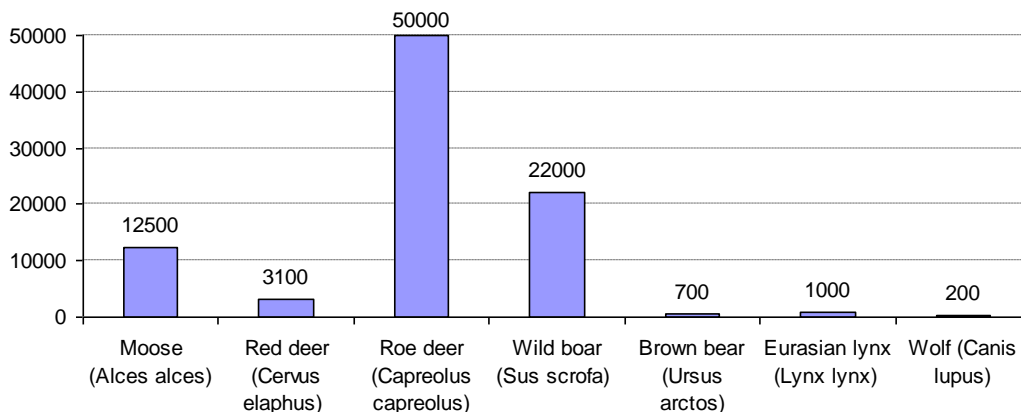 50000
40000
30000
20000
10000
0
12500
3100
50000
22000
700
1000
200
Moose
(Alces alces)
Red deer
(Cervus
elaphus)
Roe deer
(Capreolus
capreolus)
Wild boar
(Sus scrofa)
Brown bear
(Ursus
arctos)
Eurasian lynx
(Lynx lynx)
Wolf (Canis
lupus)